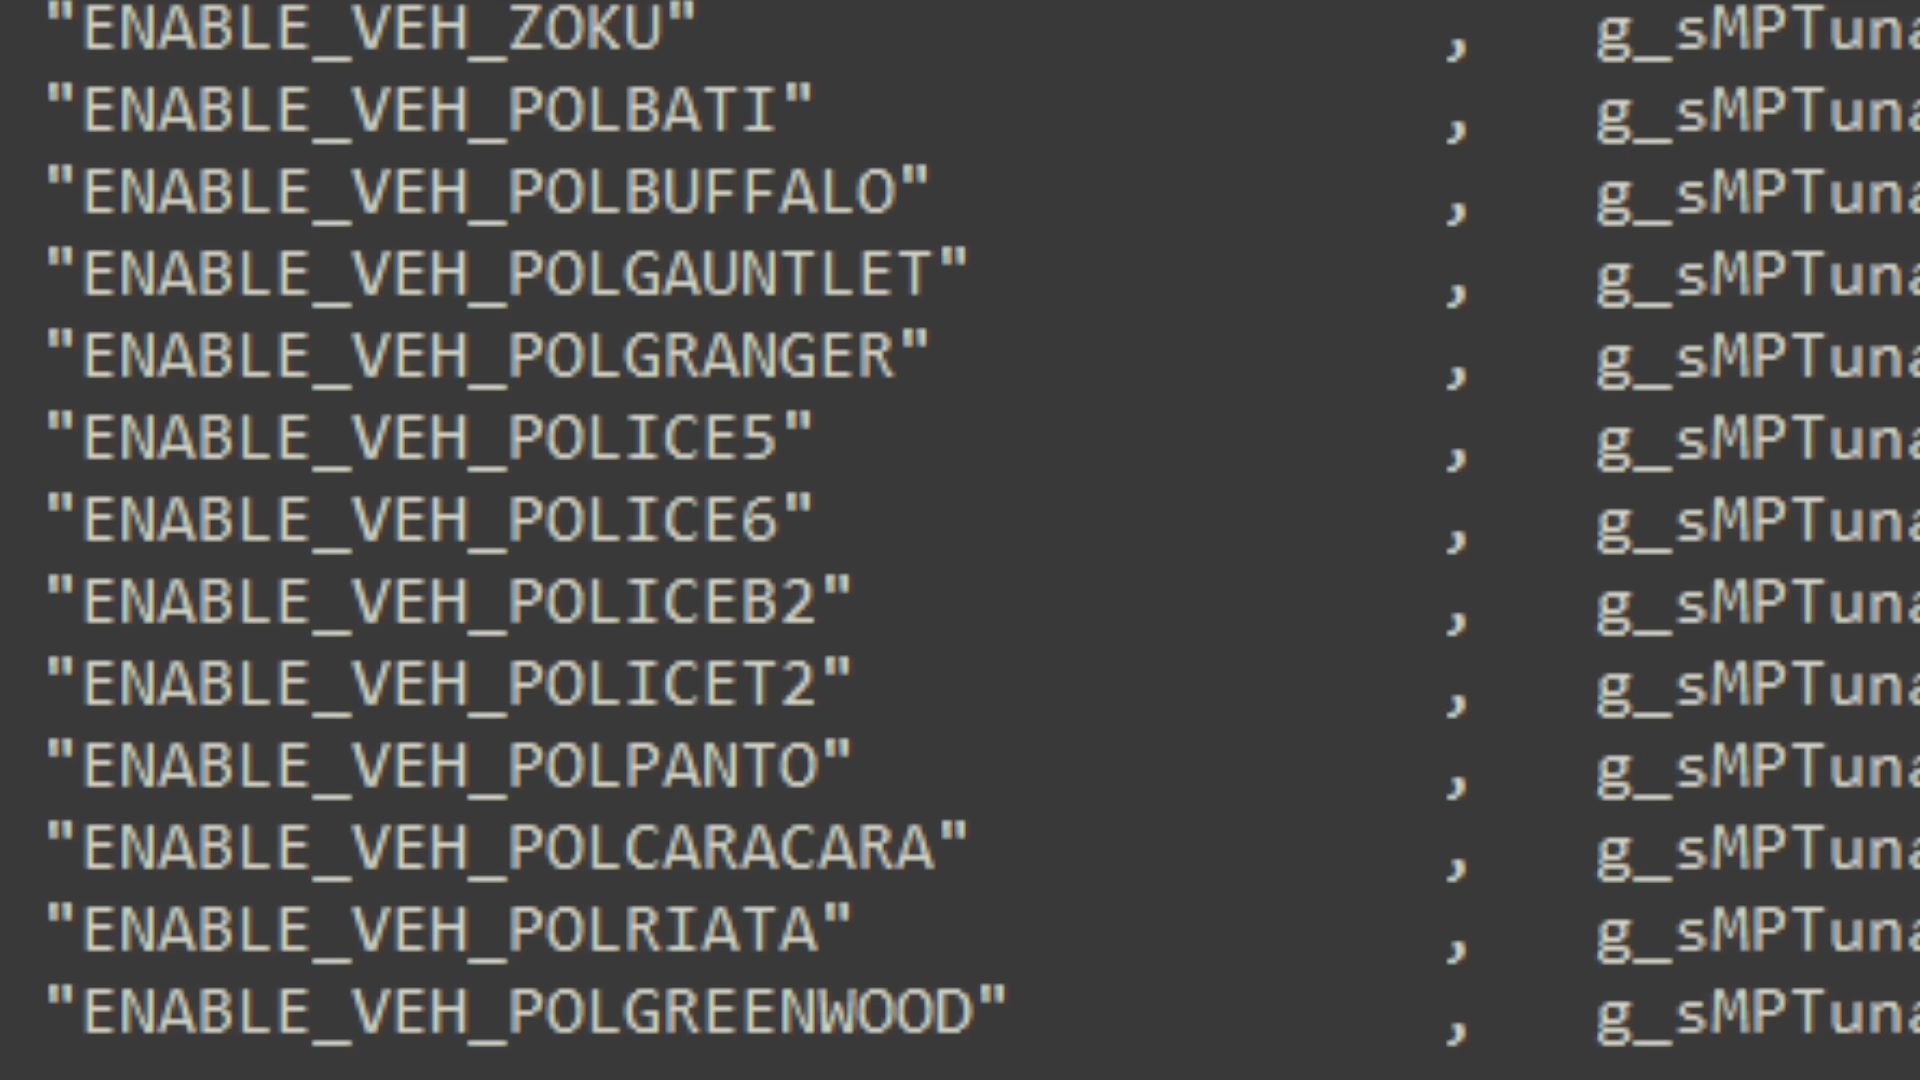 "ENABLE_VEH_ZOKU" , g_sMPTuna
"ENABLE_VEH_POLBATI" , g_sMPTuna
"ENABLE_VEH_POLBUFFALO" , g_sMPTuna
"ENABLE_VEH_POLGAUNTLET" , g_sMPTuna
"ENABLE_VEH_POLGRANGER" , g_sMPTuna
"ENABLE_VEH_POLICE5" , g_sMPTuna
"ENABLE_VEH_POLICE6" , g_sMPTuna
"ENABLE_VEH_POLICEB2" , g_sMPTuna
"ENABLE_VEH_POLICET2" , g_sMPTuna
"ENABLE_VEH_POLPANTO" , g_sMPTuna
"ENABLE_VEH_POLCARACARA" , g_sMPTuna
"ENABLE_VEH_POLRIATA" , g_sMPTuna
"ENABLE_VEH_POLGREENWOOD" , g_sMPTuna